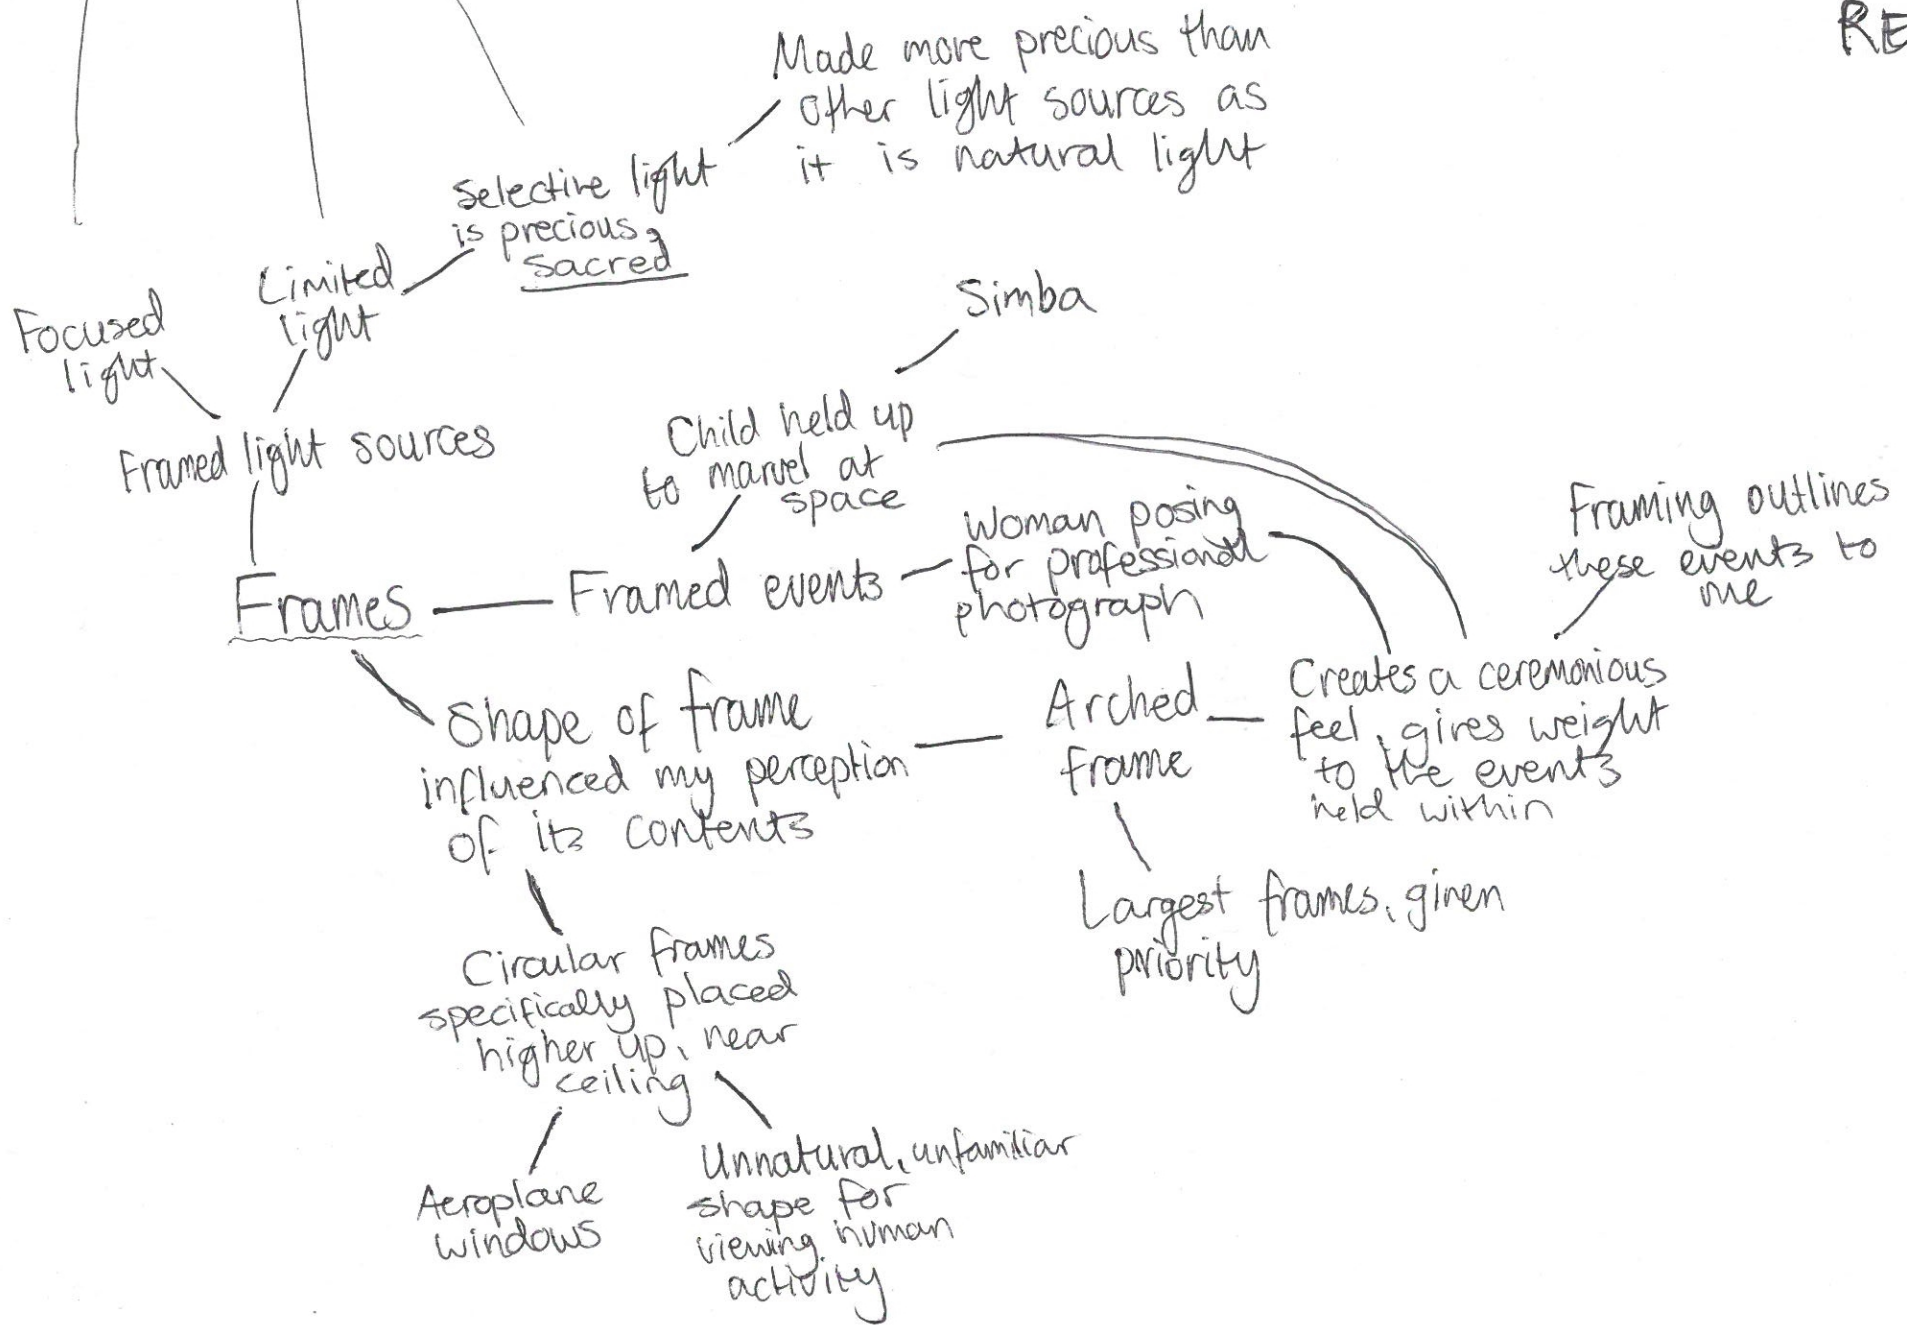 RE
Made more precious than
other light sources as
it is natural light
Selective light
is precious,
sacred
Limited
light
Focused
light
Framed light sources
Simba
Child held up
to marvel at
space
Woman posing
for professional
photograph
Framing outlines
these events to
me
Frames
Framed events
Creates a ceremonious
feel, gives weight
to the events
held within
Arched
frame
Shape of frame
influenced my perception
of its contents
Largest frames, given
priority
Circular frames
specifically placed
higher up, near
ceiling
Aeroplane
windows
Unnatural, unfamiliar
shape for
viewing human
activity